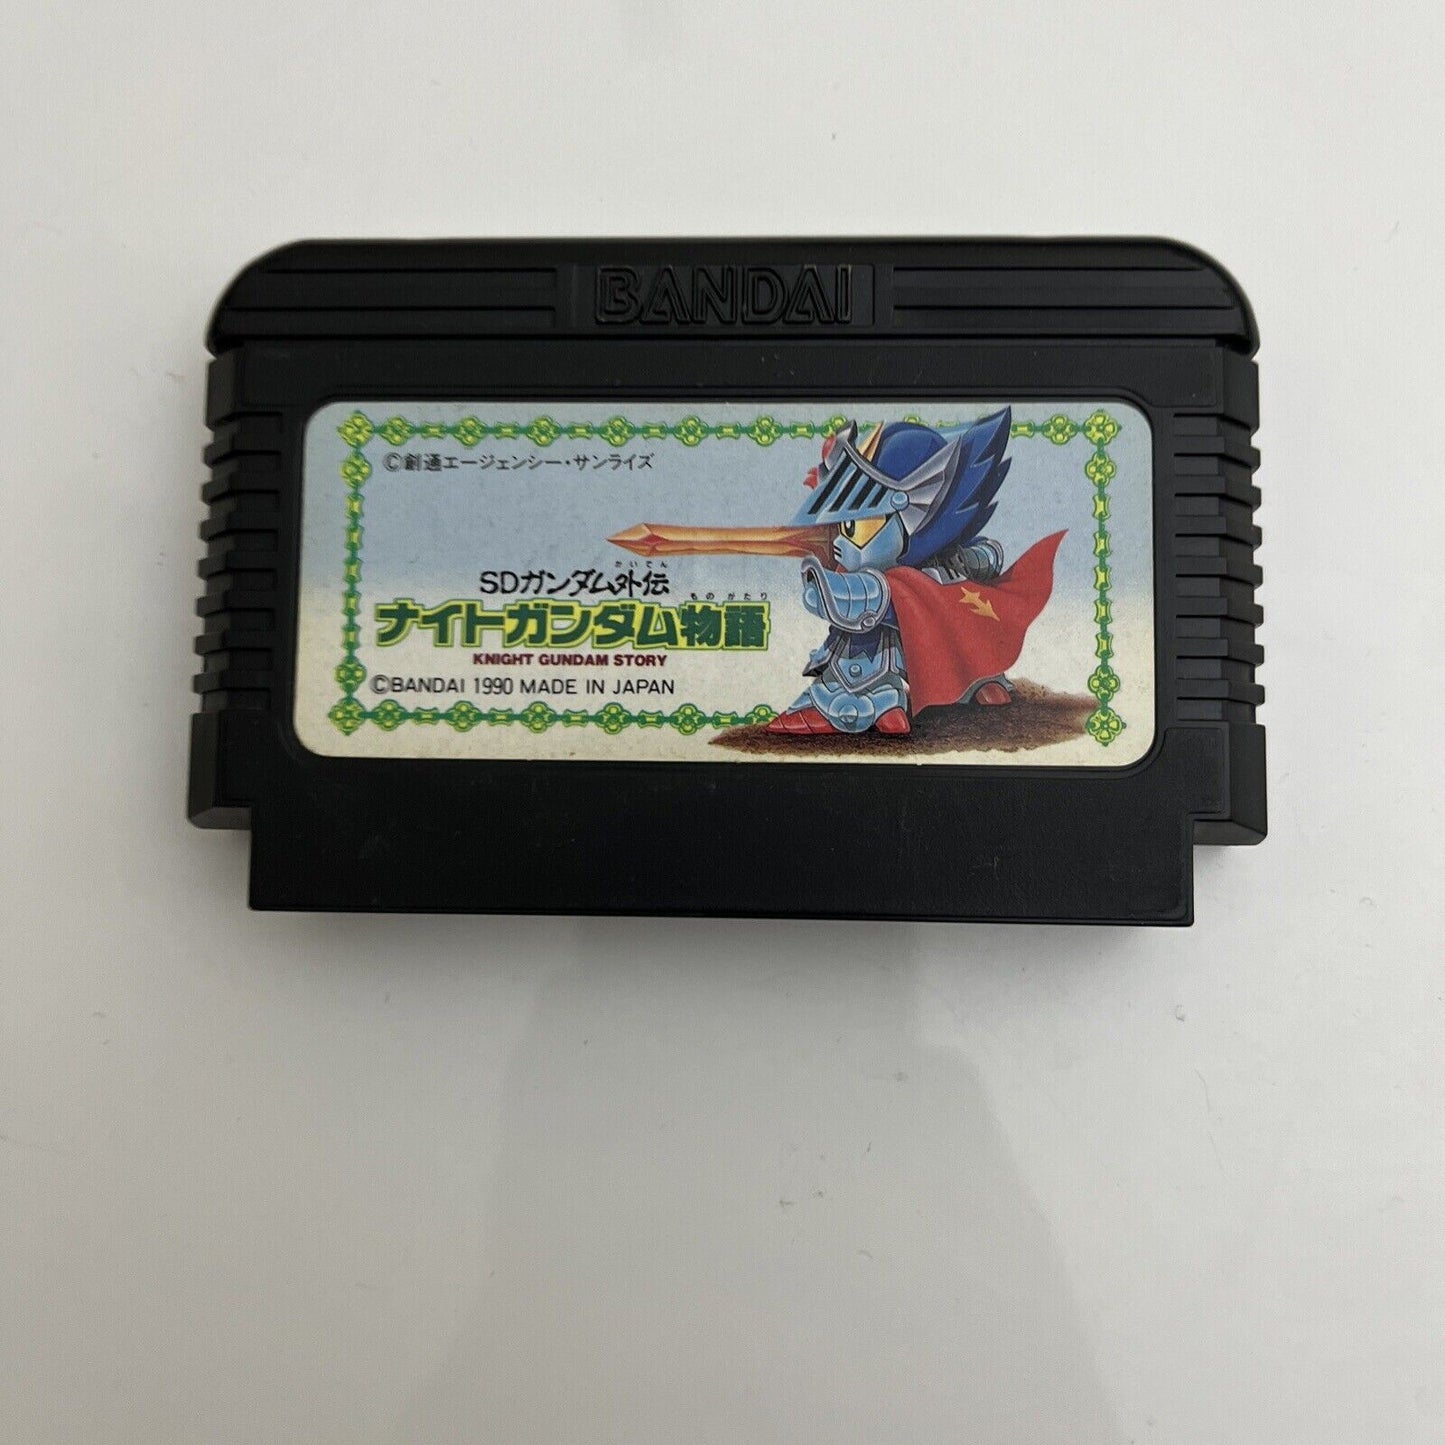 BANDAI
©創通エージェンシー・サンライズ
かいでん
SDガンダム外伝
ものがたり
ナイトガンダム物語
KNIGHT GUNDAM STORY
©BANDAI 1990 MADE IN JAPAN